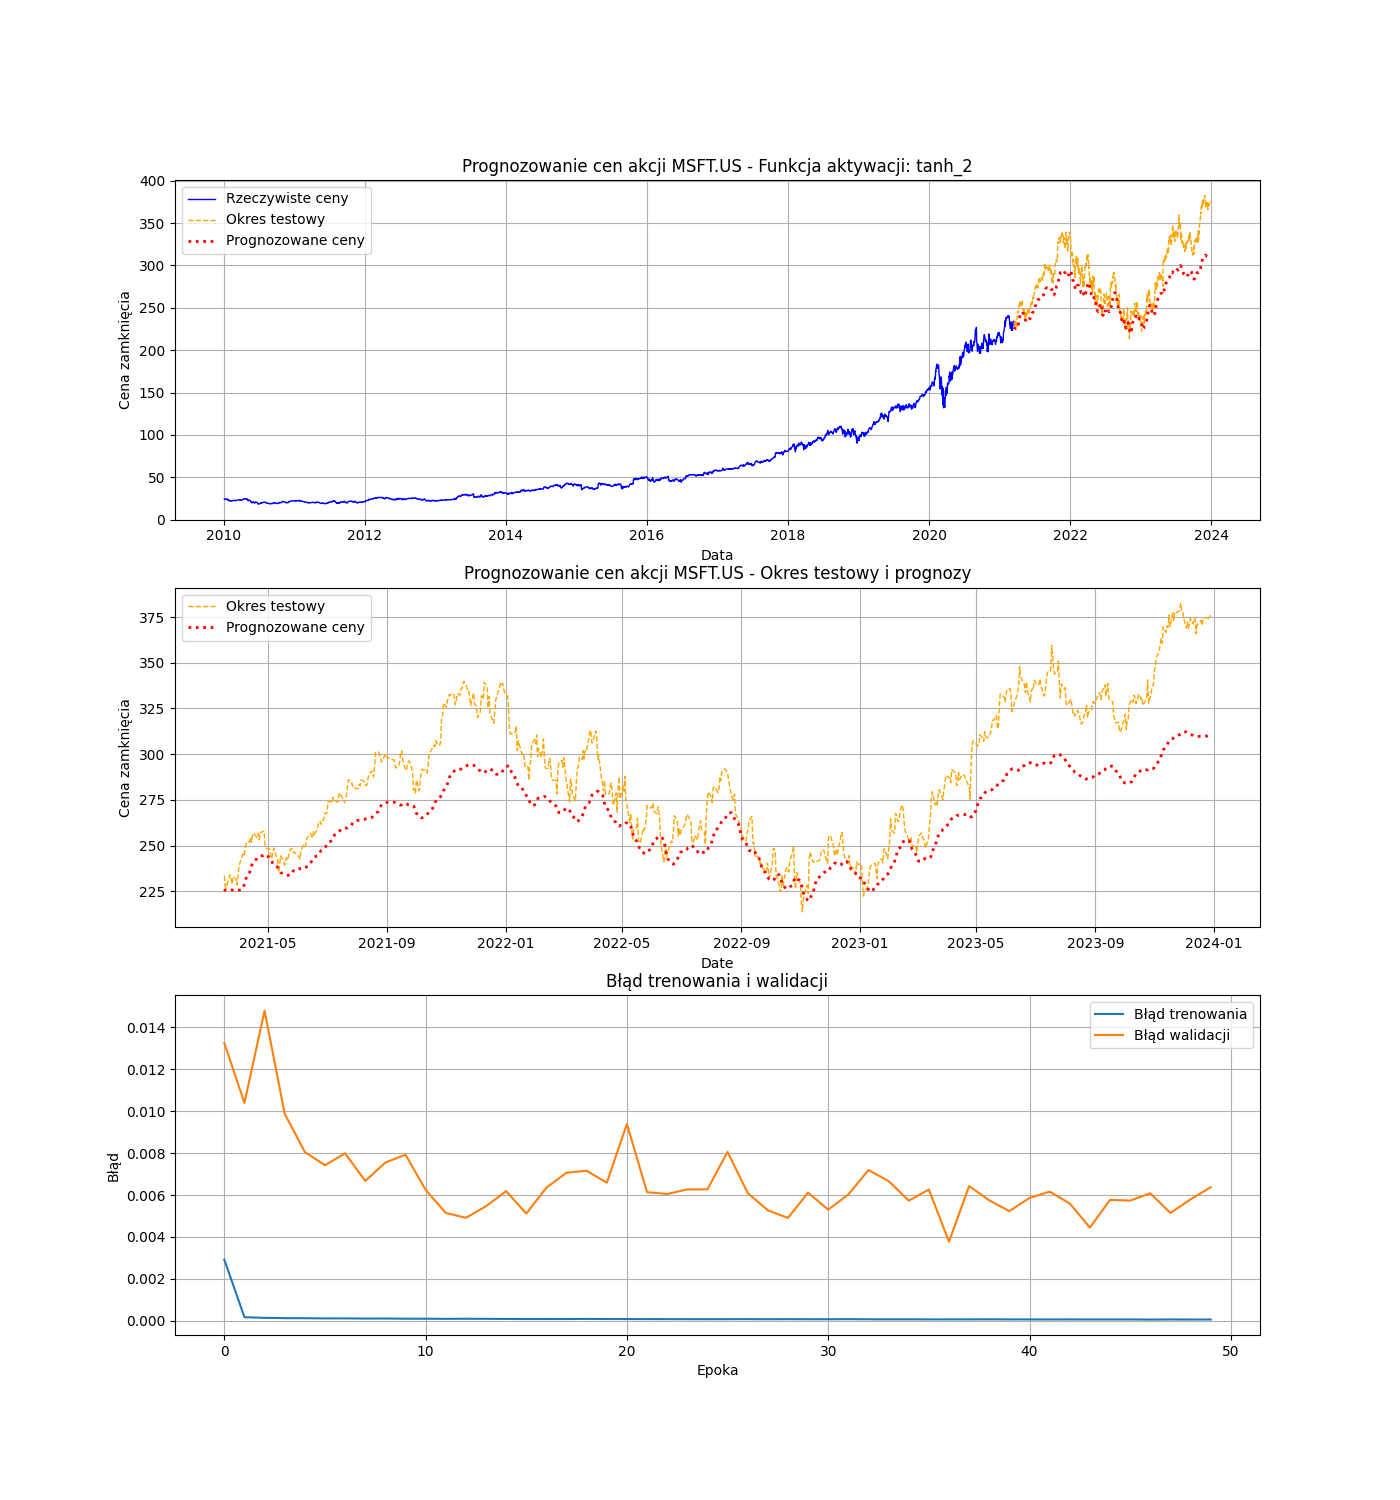 Prognozowanie cen akcji MSFT.US - Funkcja aktywacji: tanh_2
Rzeczywiste ceny
Okres testowy
Prognozowane ceny
Cena zamknięcia
400
350
300
250
200
150
100
50
0
2010 2012 2014 2016 2018 2020 2022 2024
Data
Prognozowanie cen akcji MSFT.US - Okres testowy i prognozy
Okres testowy
Prognozowane ceny
Cena zamknięcia
375
350
325
300
275
250
225
2021-05 2021-09 2022-01 2022-05 2022-09 2023-01 2023-05 2023-09 2024-01
Date
Błąd trenowania i walidacji
Błąd trenowania
Błąd walidacji
Błąd
0.014
0.012
0.010
0.008
0.006
0.004
0.002
0.000
0 10 20 30 40 50
Epoka